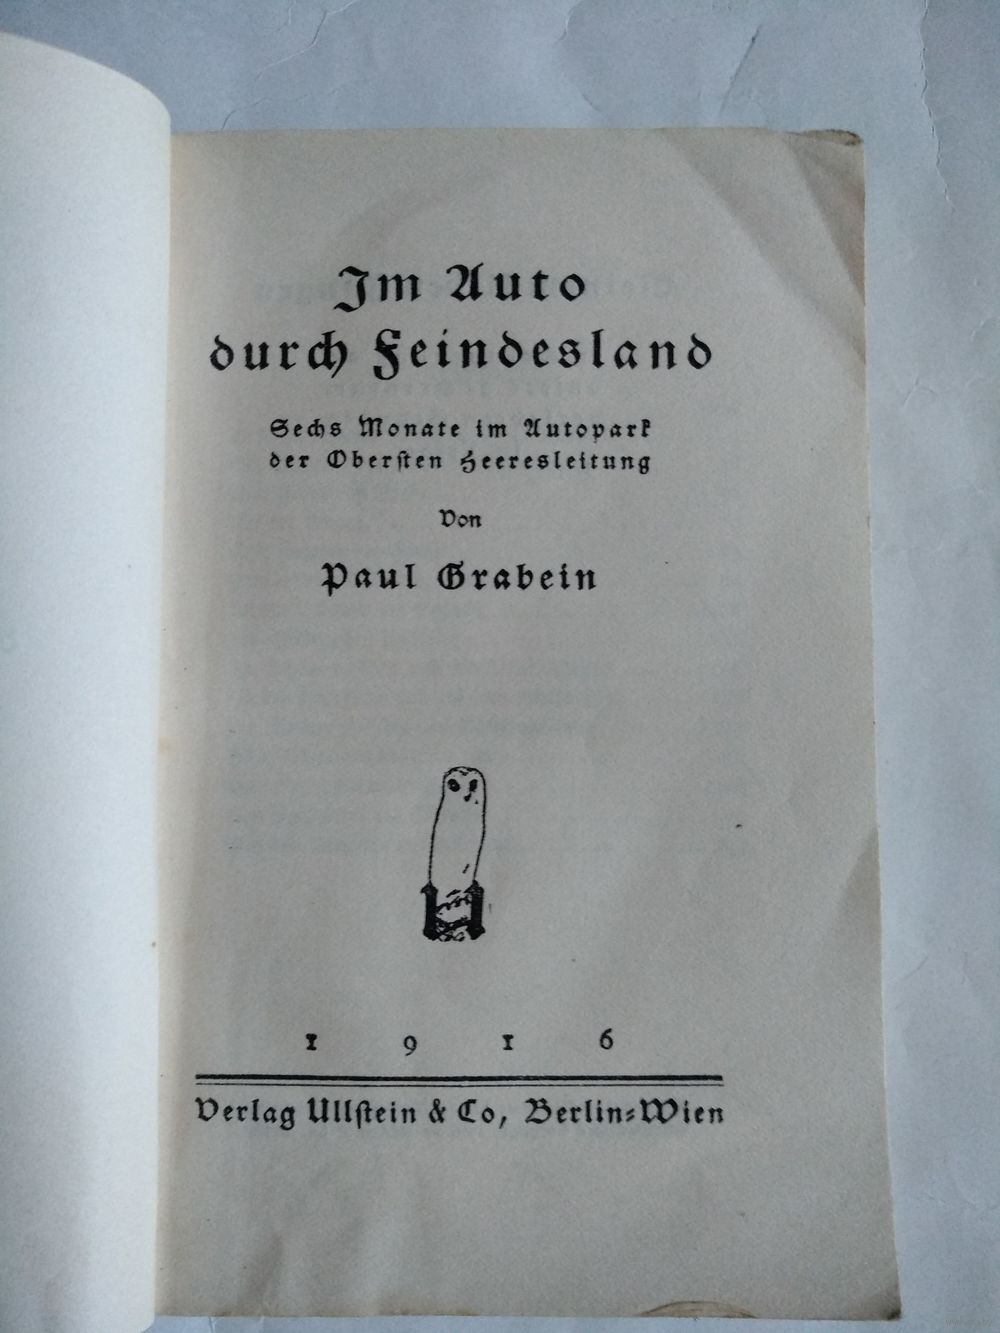 Im Auto
durch Feindesland
Sechs Monate im Autopark
der Obersten Heeresleitung
Von
Paul Grabein
1 9 1 6
Verlag Ullstein & Co, Berlin-Wien